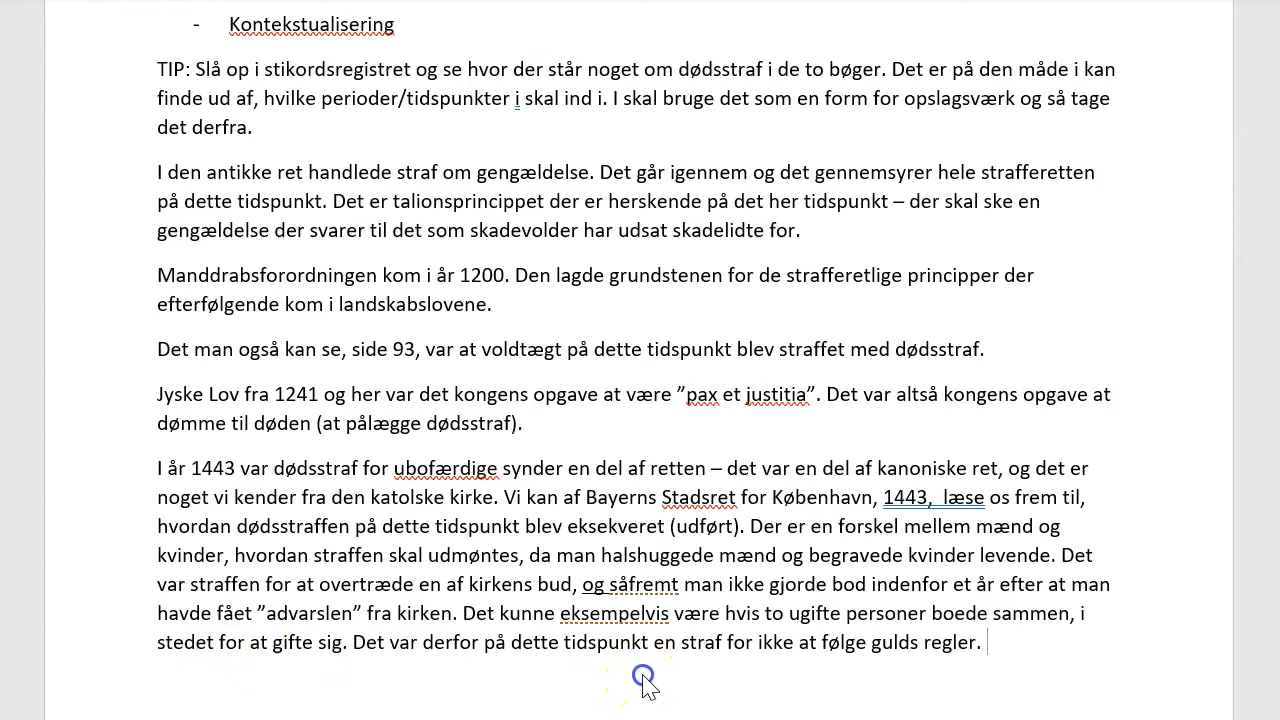 - Kontekstualisering
TIP: Slå op i stikordsregistret og se hvor der står noget om dødsstraf i de to bøger. Det er på den måde i kan
finde ud af, hvilke perioder/tidspunkter i skal ind i. I skal bruge det som en form for opslagsværk og så tage
det derfra.
I den antikke ret handlede straf om gengældelse. Det går igennem og det gennemsyrer hele strafferetten
på dette tidspunkt. Det er talionsprincippet der er herskende på det her tidspunkt – der skal ske en
gengældelse der svarer til det som skadevolder har udsat skadelidte for.
Manddrabsforordningen kom i år 1200. Den lagde grundstenen for de strafferetlige principper der
efterfølgende kom i landskabslovene.
Det man også kan se, side 93, var at voldtægt på dette tidspunkt blev straffet med dødsstraf.
Jyske Lov fra 1241 og her var det kongens opgave at være ”pax et justitia”. Det var altså kongens opgave at
dømme til døden (at pålægge dødsstraf).
I år 1443 var dødsstraf for ubofærdige synder en del af retten – det var en del af kanoniske ret, og det er
noget vi kender fra den katolske kirke. Vi kan af Bayerns Stadsret for København, 1443,  læse os frem til,
hvordan dødsstraffen på dette tidspunkt blev eksekveret (udført). Der er en forskel mellem mænd og
kvinder, hvordan straffen skal udmøntes, da man halshuggede mænd og begravede kvinder levende. Det
var straffen for at overtræde en af kirkens bud, og såfremt man ikke gjorde bod indenfor et år efter at man
havde fået ”advarslen” fra kirken. Det kunne eksempelvis være hvis to ugifte personer boede sammen, i
stedet for at gifte sig. Det var derfor på dette tidspunkt en straf for ikke at følge gulds regler.